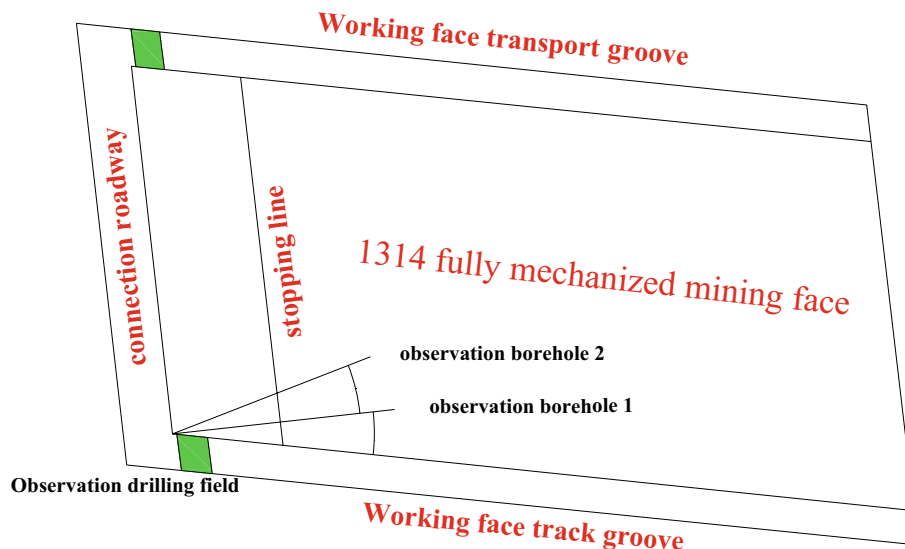 Working face transport groove
connection roadway
stopping line
1314 fully mechanized mining face
observation borehole 2
observation borehole 1
Observation drilling field
Working face track groove